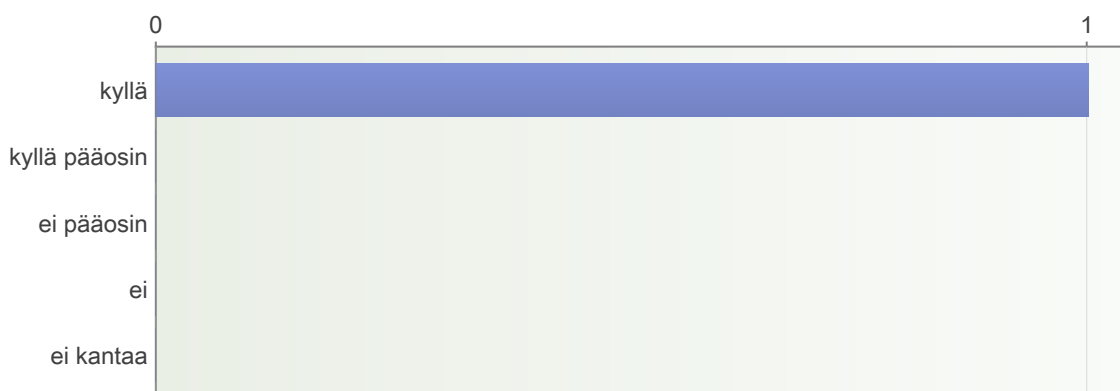 0 1
kyllä
kyllä pääosin
ei pääosin
ei
ei kantaa